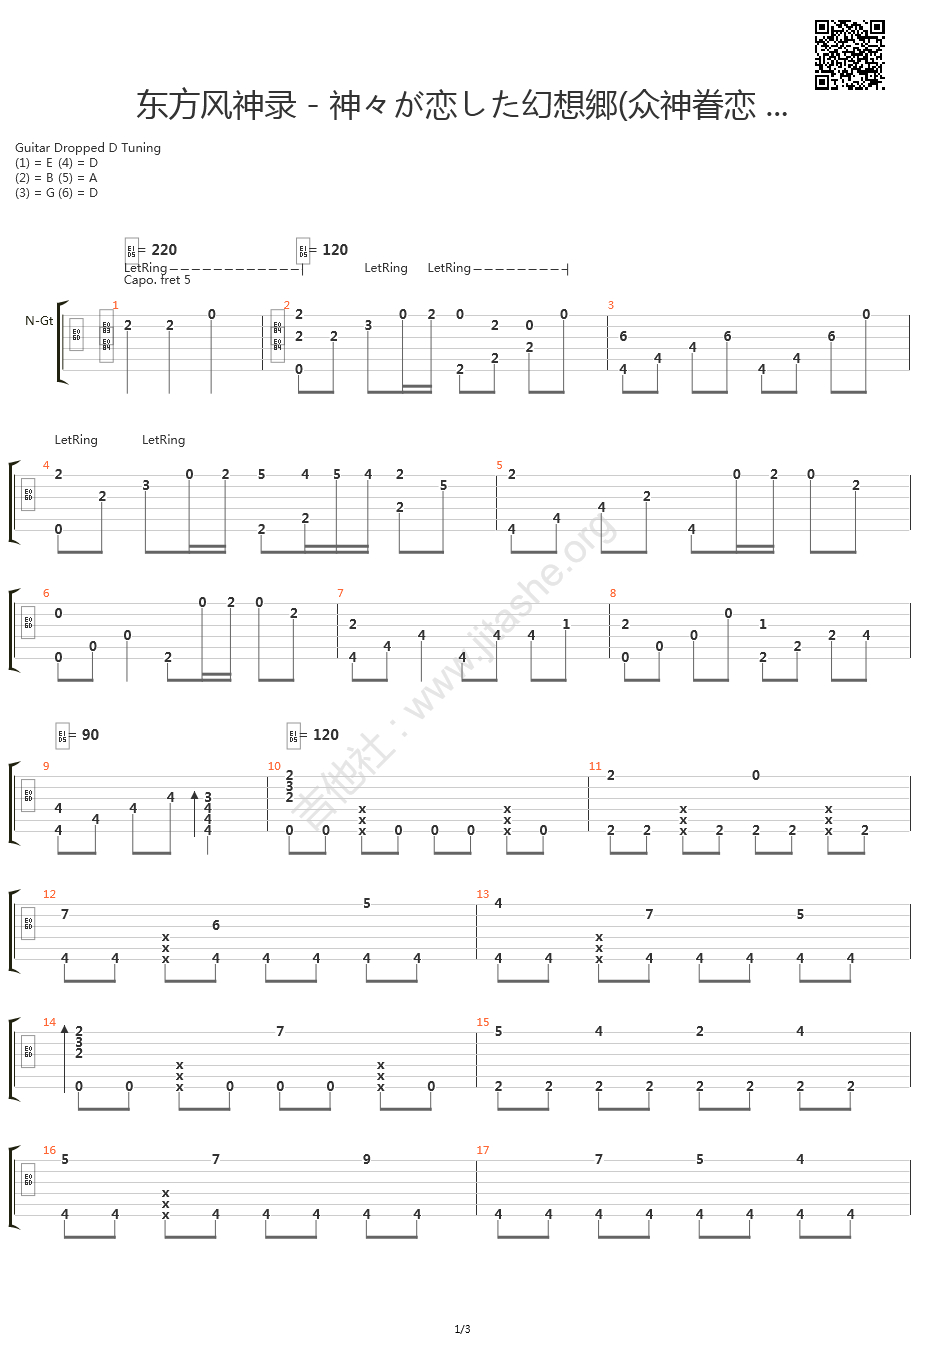 东方风神录 - 神々が恋した幻想郷(众神眷恋 ...
Guitar Dropped D Tuning
(1) = E (4) = D
(2) = B (5) = A
(3) = G (6) = D
= 220
= 120
LetRing
LetRing
LetRing
Capo. fret 5
N-Gt
1
2
3
2 2 0
2 0 2 0 0 0
2 3 2 0
2 2 6 6
2 4 4
2 4 4
0 2 4 4
LetRing
LetRing
4
5
2 0 2 5 4 5 4 2 2 0 2 0
3 5 2
2 2
2 4
2 4
0 2 4 4
6
7
8
0 2 0 0
0 2
2 2 1
0 4 4 4 1 0 2 4
0 4 0 2
0 2 4 4 0 2
= 90
= 120
9
10
11
2 2 0
3
4 3 2
4 4 4 x x x x
4 4 x x x x
4 4 0 0 x 0 0 0 x 0 2 2 x 2 2 2 x 2
12
13
5 4
7 7 5
6
x x
x x
4 4 x 4 4 4 4 4 4 4 x 4 4 4 4 4
14
15
2 7 5 4 2 4
3
2
x x
x x
0 0 x 0 0 0 x 0 2 2 2 2 2 2 2 2
16
17
5 7 9 7 5 4
x
x
4 4 x 4 4 4 4 4 4 4 4 4 4 4 4 4
吉他社：www.jitashe.org
1/3